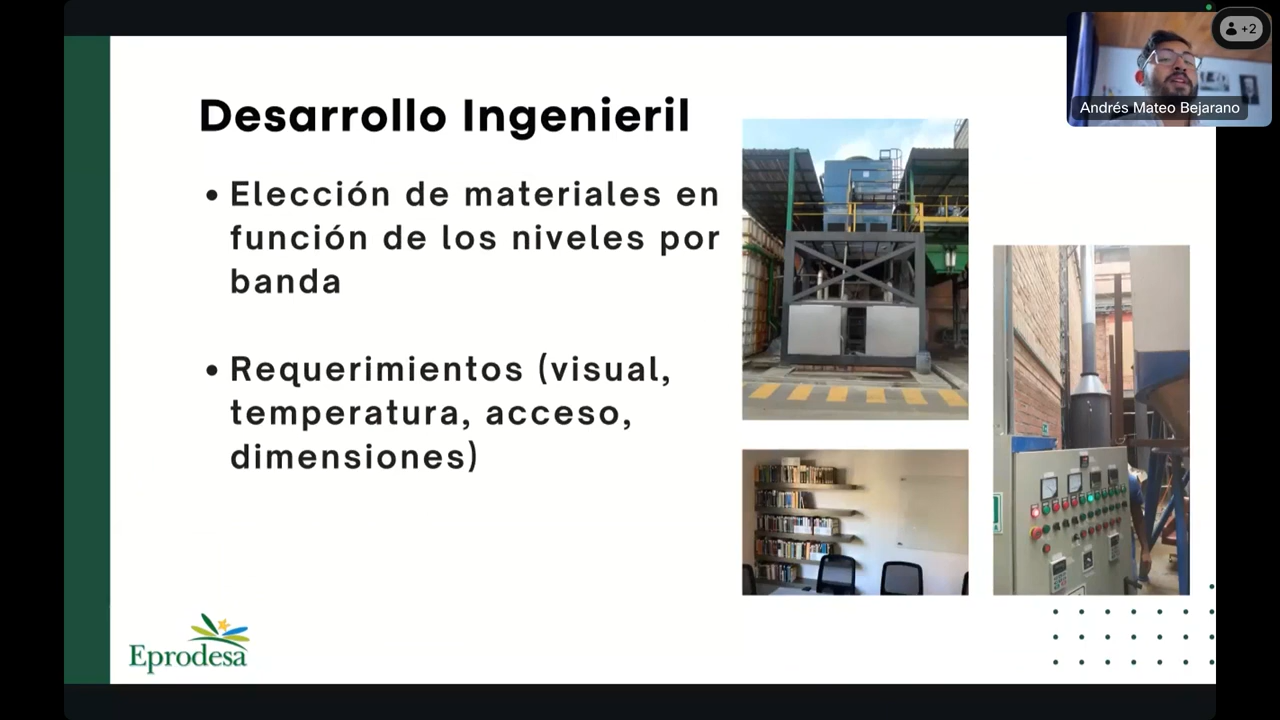 Desarrollo Ingenieril
• Elección de materiales en
función de los niveles por
banda
• Requerimientos (visual,
temperatura, acceso,
dimensiones)
Eprodesa
+2
Andrés Mateo Bejarano